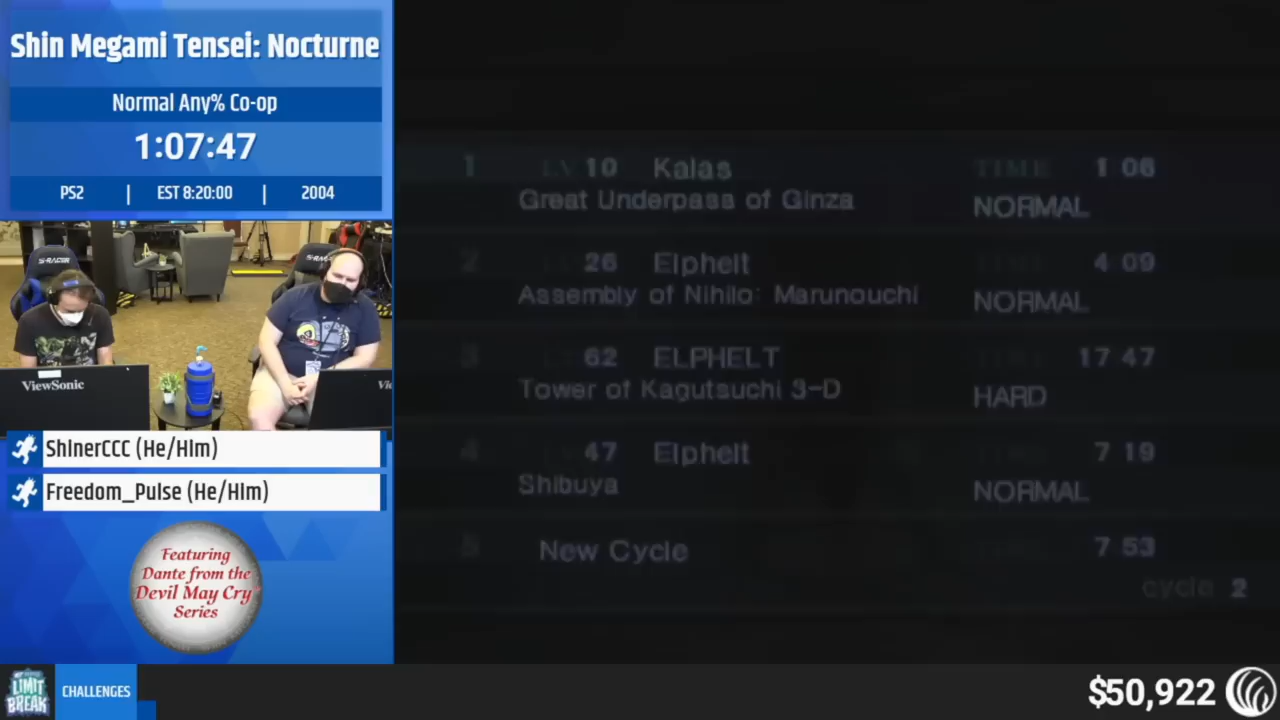 Shin Megami Tensei: Nocturne
Normal Any% Co-op
1:07:47
PS2 | EST 8:20:00 | 2004
S-RACER
ViewSonic
ShinerCCC (He/Him)
Freedom_Pulse (He/Him)
Featuring
Dante from the
Devil May Cry
Series
1 LV 10 Kalas TIME 1 06
Great Underpass of Ginza NORMAL
2 26 Elphelt 4 09
Assembly of Nihilo: Marunouchi NORMAL
3 62 ELPHELT 17 47
Tower of Kagutsuchi 3-D HARD
4 47 Elphelt 7 19
Shibuya NORMAL
5 New Cycle 7 53
cycle 2
LIMIT
BREAK
CHALLENGES
$50,922